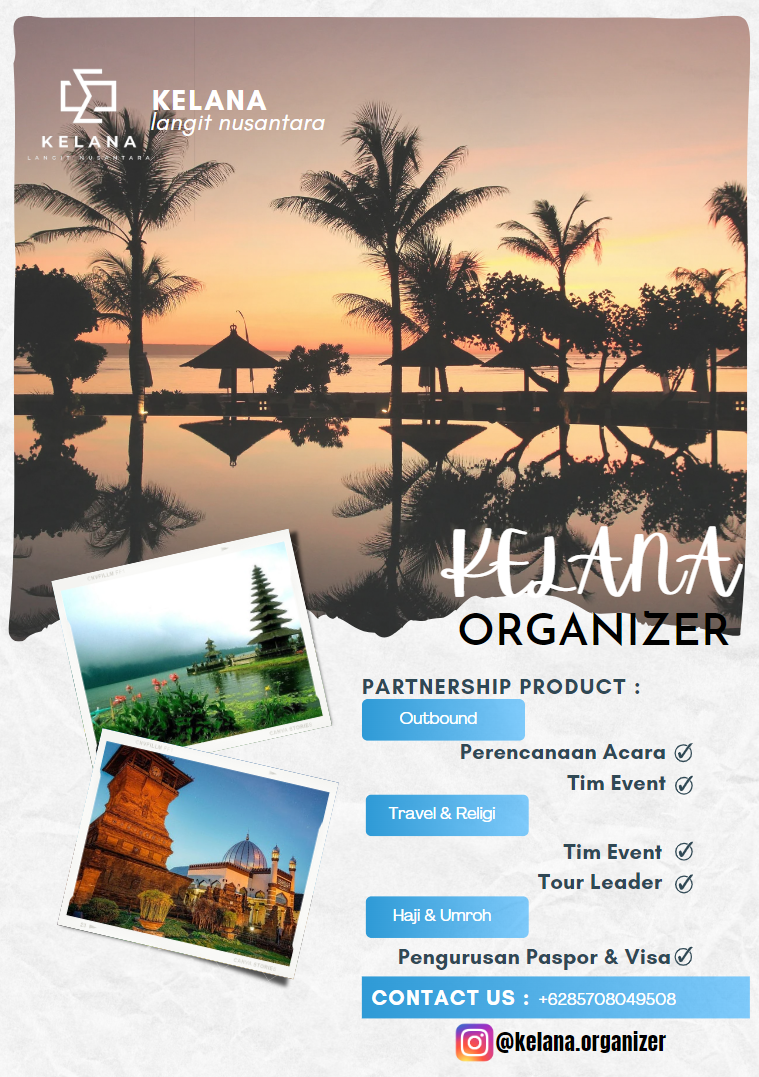 KELANA
LANGIT NUSANTARA
KELANA
langit nusantara
KELANA
ORGANIZER
PARTNERSHIP PRODUCT :
Outbound
Perencanaan Acara
Tim Event
Travel & Religi
Tim Event
Tour Leader
Haji & Umroh
Pengurusan Paspor & Visa
CONTACT US : +6285708049508
@kelana.organizer